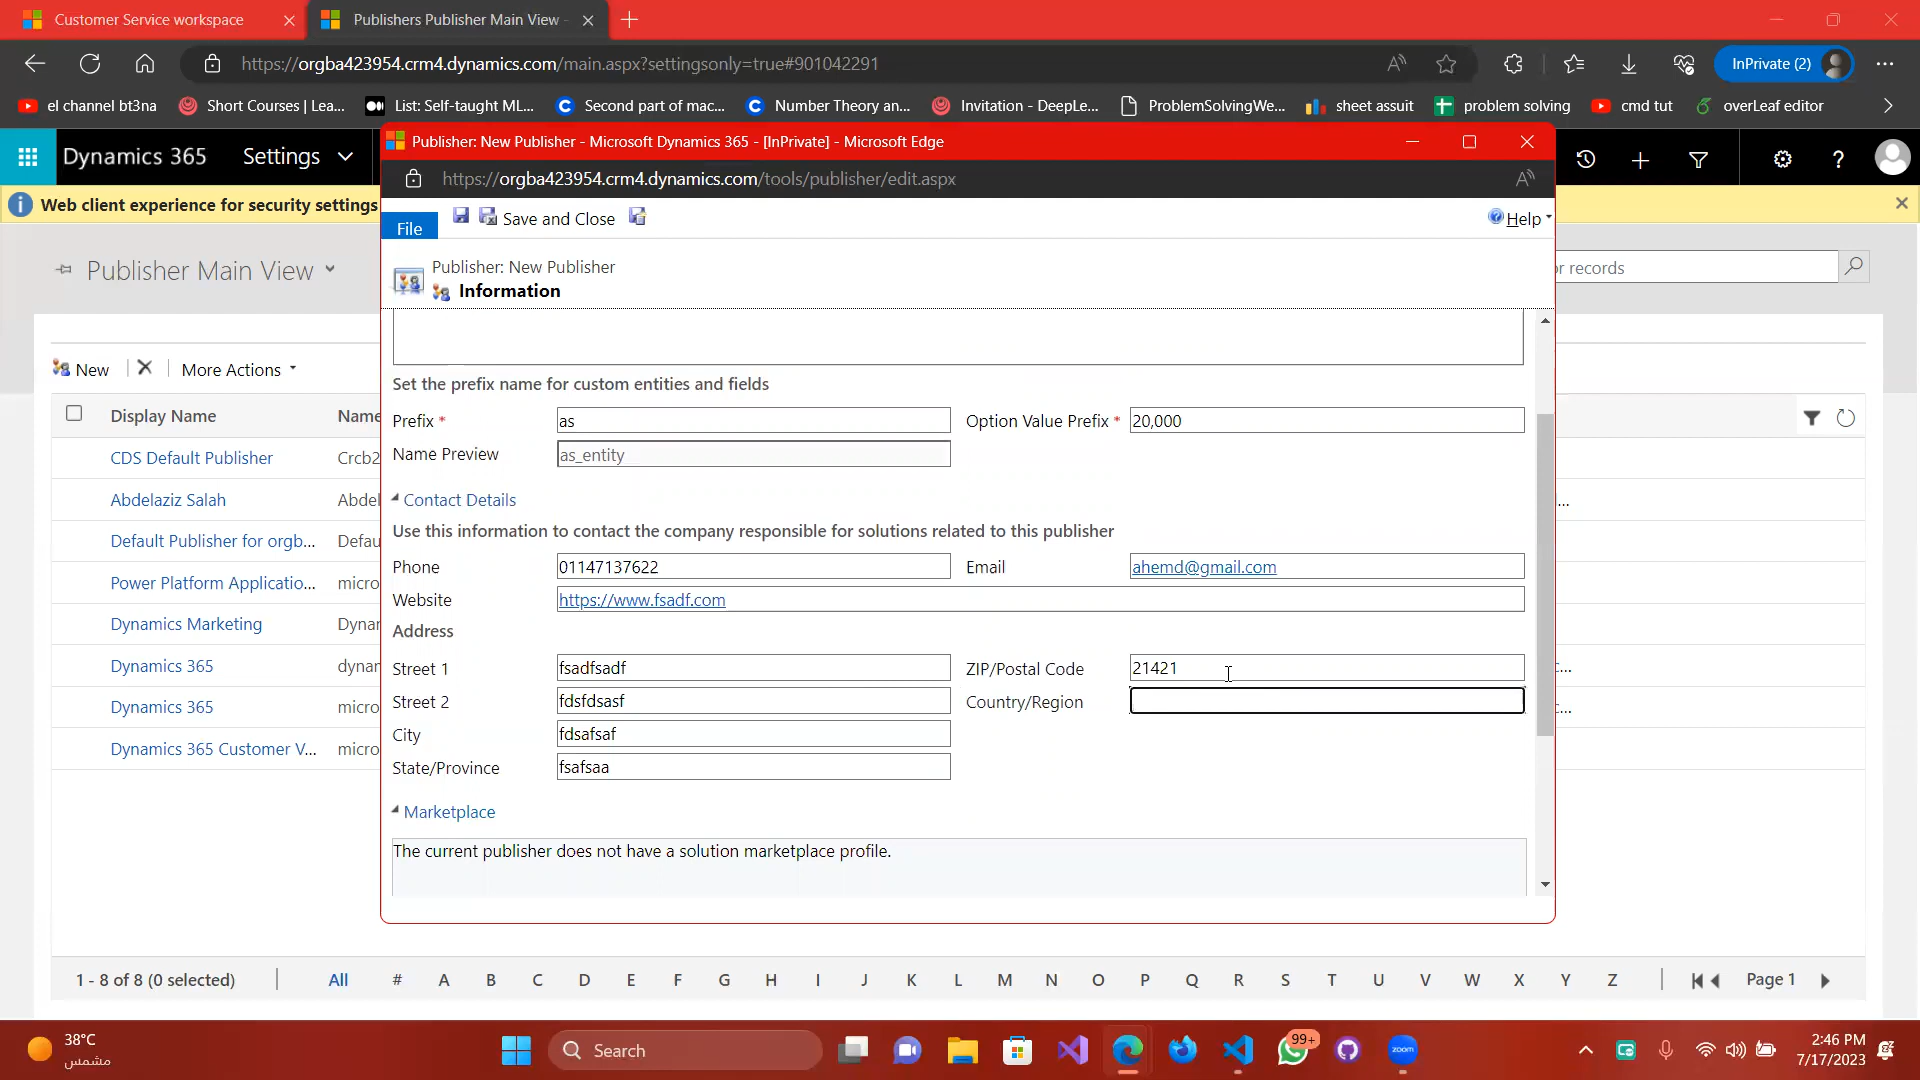 Customer Service workspace
Publishers Publisher Main View -
https://orgba423954.crm4.dynamics.com/main.aspx?settingsonly=true#901042291
InPrivate (2)
el channel bt3na
Short Courses | Lea...
List: Self-taught ML...
Second part of mac...
Number Theory an...
Invitation - DeepLe...
ProblemSolvingWe...
sheet assuit
problem solving
cmd tut
overLeaf editor
Dynamics 365
Settings
Publisher: New Publisher - Microsoft Dynamics 365 - [InPrivate] - Microsoft Edge
https://orgba423954.crm4.dynamics.com/tools/publisher/edit.aspx
Web client experience for security settings
File
Save and Close
Help
Publisher Main View
or records
Publisher: New Publisher
Information
New
More Actions
Display Name
Name
CDS Default Publisher
Crcb2
Abdelaziz Salah
Abdel
...
Default Publisher for orgb...
Defau
Power Platform Applicatio...
micro
Dynamics Marketing
Dynar
Dynamics 365
dynan
c...
Dynamics 365
micro
c...
Dynamics 365 Customer V...
micro
Set the prefix name for custom entities and fields
Prefix *
as
Option Value Prefix *
20,000
Name Preview
as_entity
Contact Details
Use this information to contact the company responsible for solutions related to this publisher
Phone
01147137622
Email
ahemd@gmail.com
Website
https://www.fsadf.com
Address
Street 1
fsadfsadf
ZIP/Postal Code
21421
Street 2
fdsfdsasf
Country/Region
City
fdsafsaf
State/Province
fsafsaa
Marketplace
The current publisher does not have a solution marketplace profile.
1 - 8 of 8 (0 selected)
All # A B C D E F G H I J K L M N O P Q R S T U V W X Y Z
Page 1
38°C
مشمس
Search
99+
zoom
2:46 PM
7/17/2023